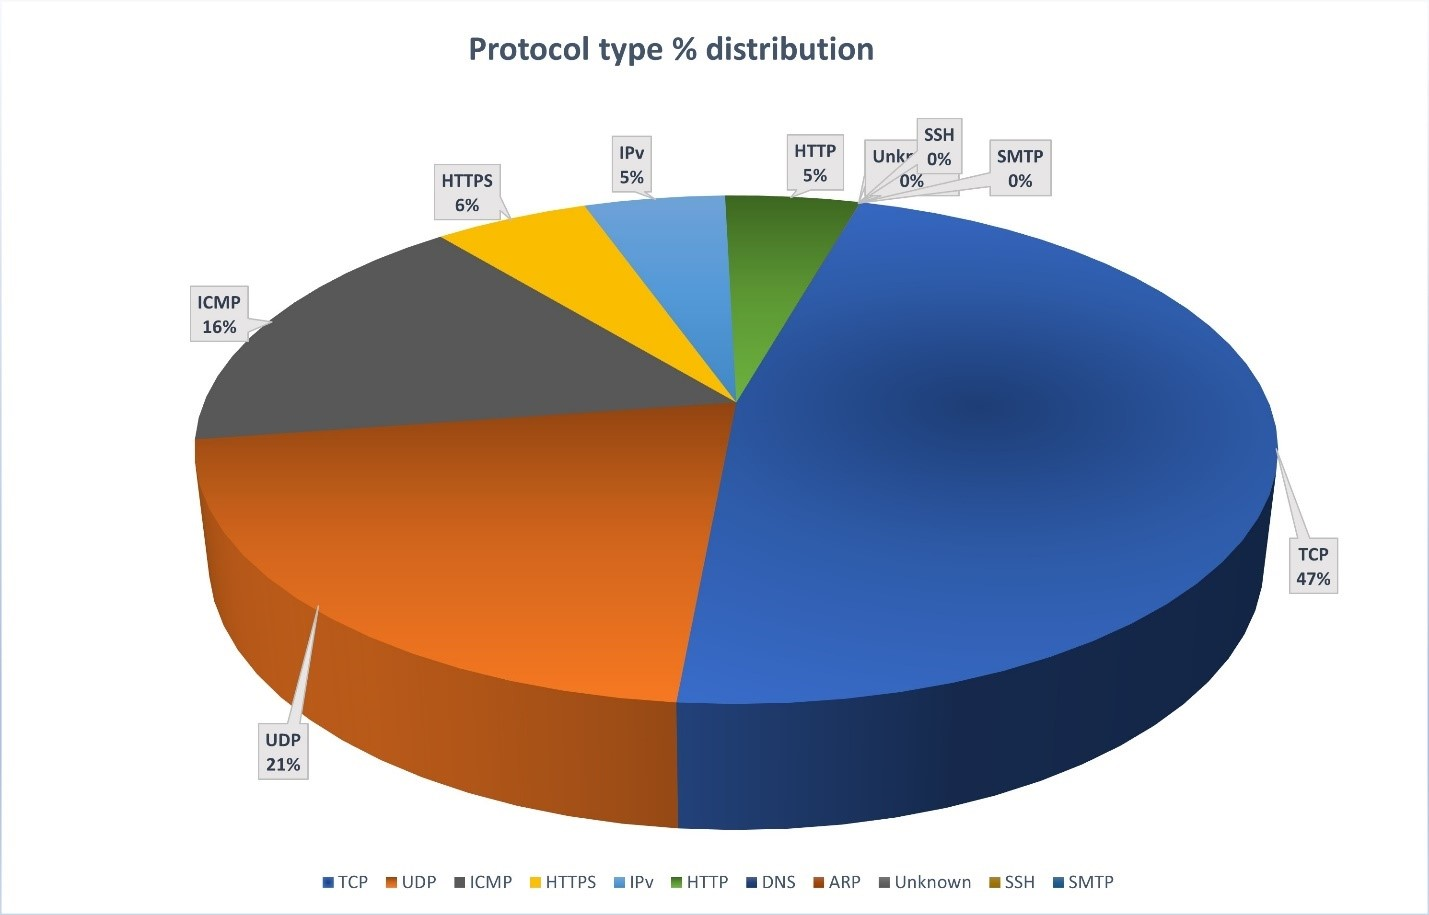 Protocol type % distribution
SSH
0%
HTTP
5%
IPv
5%
SMTP
0%
0%
HTTPS
6%
ICMP
16%
TCP
47%
UDP
21%
TCP UDP ICMP HTTPS IPv HTTP DNS ARP Unknown SSH SMTP